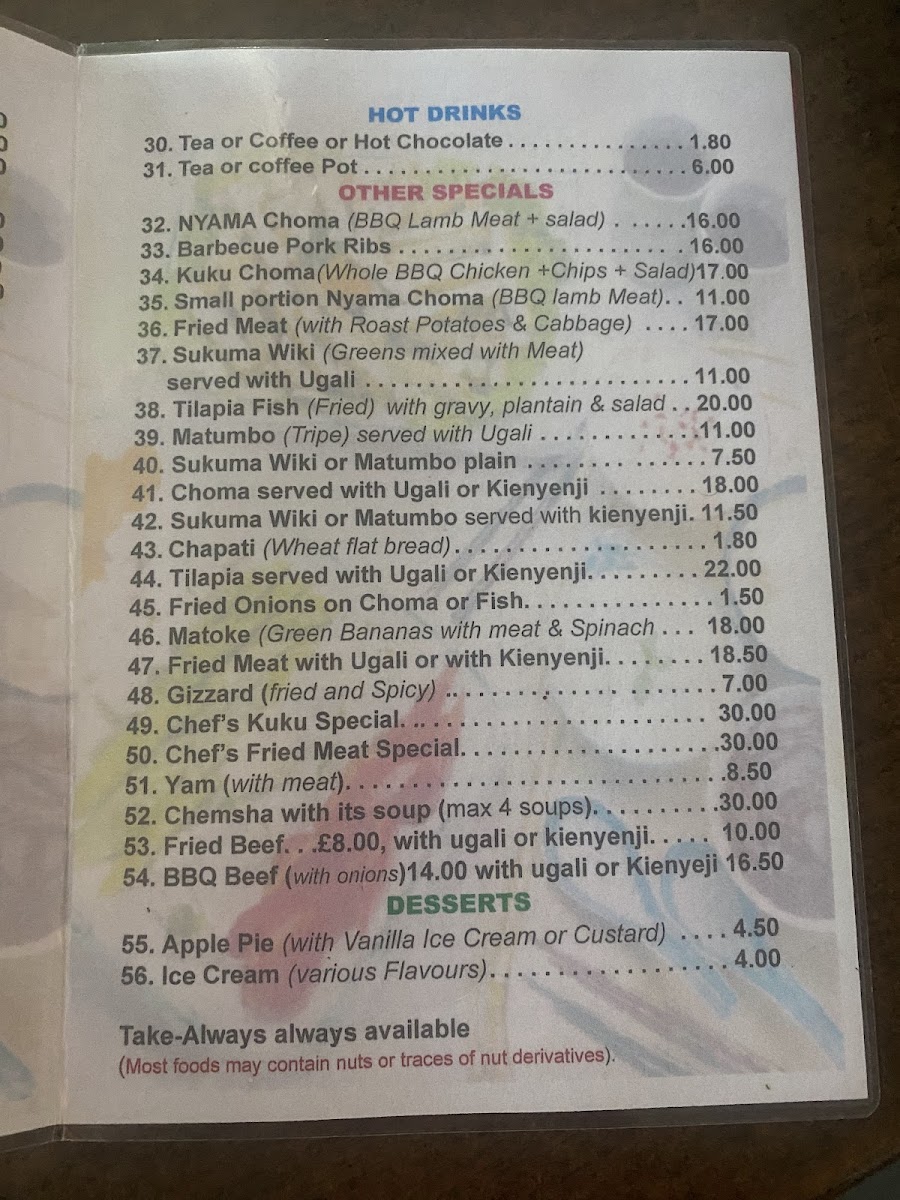 HOT DRINKS
30. Tea or Coffee or Hot Chocolate . . . . . . . . . . . . . . . 1.80
31. Tea or coffee Pot . . . . . . . . . . . . . . . . . . . . . . . . . . . 6.00
OTHER SPECIALS
32. NYAMA Choma (BBQ Lamb Meat + salad) . . . . . . .16.00
33. Barbecue Pork Ribs . . . . . . . . . . . . . . . . . . . . . . . . 16.00
34. Kuku Choma(Whole BBQ Chicken +Chips + Salad)17.00
35. Small portion Nyama Choma (BBQ lamb Meat). . 11.00
36. Fried Meat (with Roast Potatoes & Cabbage) . . . . 17.00
37. Sukuma Wiki (Greens mixed with Meat)
served with Ugali . . . . . . . . . . . . . . . . . . . . . . . . . . . 11.00
38. Tilapia Fish (Fried) with gravy, plantain & salad . . 20.00
39. Matumbo (Tripe) served with Ugali . . . . . . . . . . . . .11.00
40. Sukuma Wiki or Matumbo plain . . . . . . . . . . . . . . . 7.50
41. Choma served with Ugali or Kienyenji . . . . . . . . 18.00
42. Sukuma Wiki or Matumbo served with kienyenji. 11.50
43. Chapati (Wheat flat bread). . . . . . . . . . . . . . . . . . . . . 1.80
44. Tilapia served with Ugali or Kienyenji. . . . . . . . . 22.00
45. Fried Onions on Choma or Fish. . . . . . . . . . . . . . . 1.50
46. Matoke (Green Bananas with meat & Spinach . . . 18.00
47. Fried Meat with Ugali or with Kienyenji. . . . . . . . 18.50
48. Gizzard (fried and Spicy) .. . . . . . . . . . . . . . . . . . . . 7.00
49. Chef's Kuku Special. .. . . . . . . . . . . . . . . . . . . . . . . 30.00
50. Chef's Fried Meat Special. . . . . . . . . . . . . . . . . . . .30.00
51. Yam (with meat). . . . . . . . . . . . . . . . . . . . . . . . . . . . .8.50
52. Chemsha with its soup (max 4 soups). . . . . . . . . .30.00
53. Fried Beef. . .£8.00, with ugali or kienyenji. . . . . 10.00
54. BBQ Beef (with onions)14.00 with ugali or Kienyeji 16.50
DESSERTS
55. Apple Pie (with Vanilla Ice Cream or Custard) . . . . 4.50
56. Ice Cream (various Flavours). . . . . . . . . . . . . . . . . . 4.00
Take-Always always available
(Most foods may contain nuts or traces of nut derivatives).